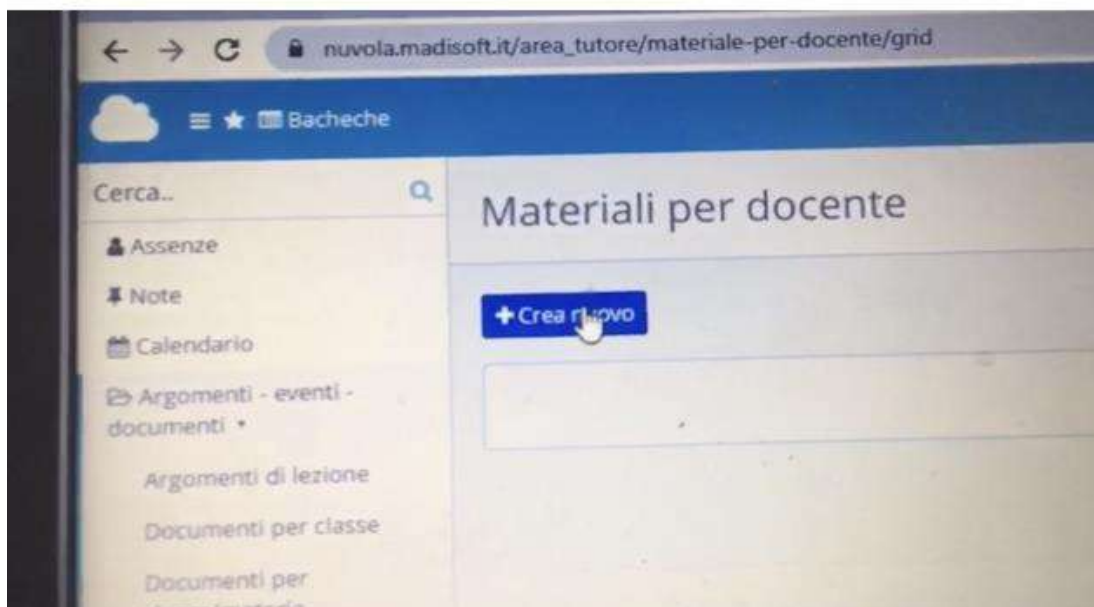 nuvola.madisoft.it/area_tutore/materiale-per-docente/grid
Bacheche
Cerca..
Materiali per docente
Assenze
Note
+ Crea nuovo
Calendario
Argomenti - eventi -
documenti
Argomenti di lezione
Documenti per classe
Documenti per